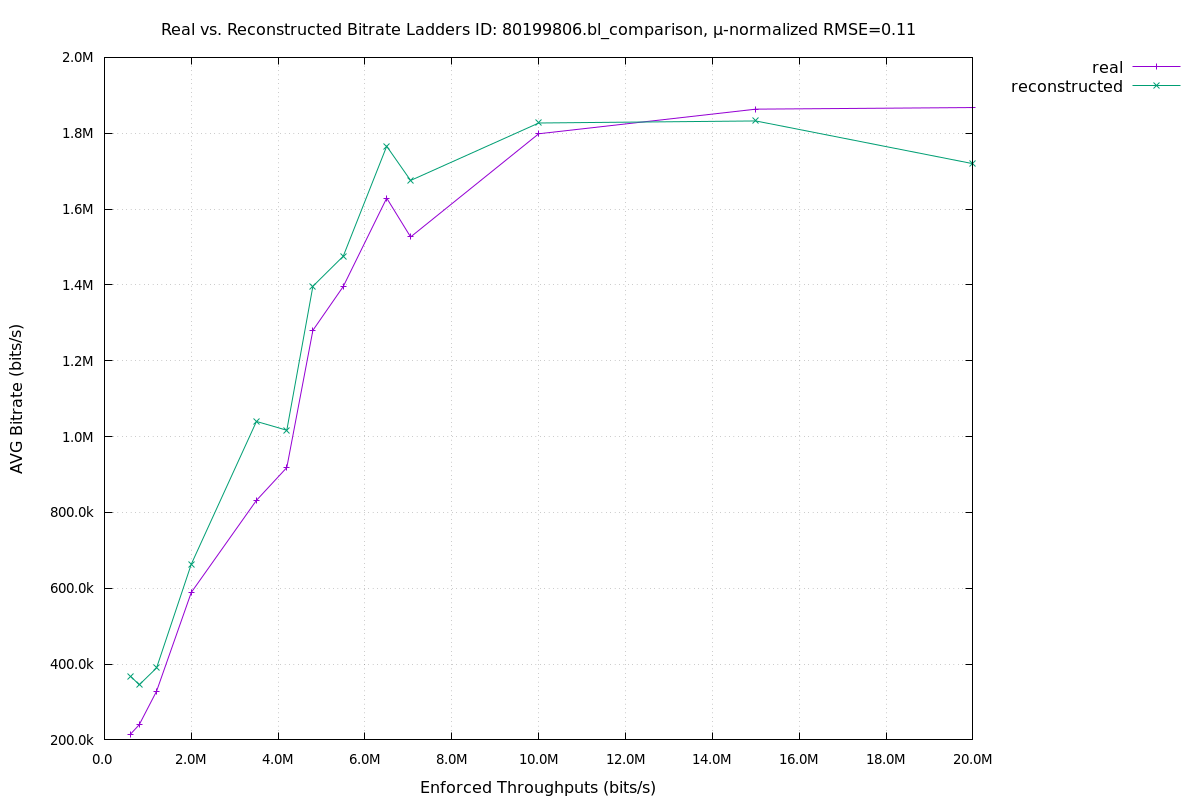 Real vs. Reconstructed Bitrate Ladders ID: 80199806.bl_comparison, μ-normalized RMSE=0.11
real
reconstructed
2.0M
1.8M
1.6M
1.4M
1.2M
1.0M
800.0k
600.0k
400.0k
200.0k
AVG Bitrate (bits/s)
0.0
2.0M
4.0M
6.0M
8.0M
10.0M
12.0M
14.0M
16.0M
18.0M
20.0M
Enforced Throughputs (bits/s)